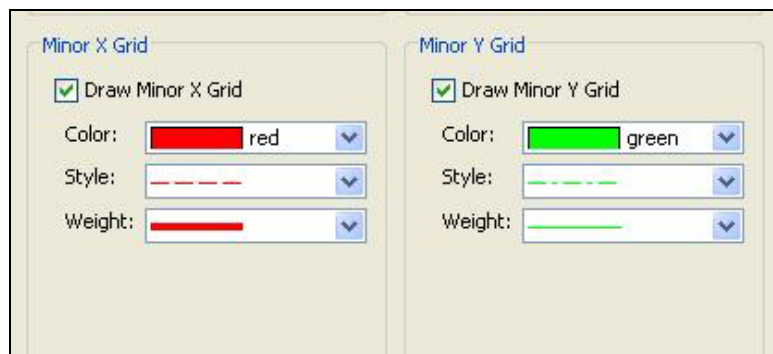 Minor X Grid
Draw Minor X Grid
Color: red
Style:
Weight:
Minor Y Grid
Draw Minor Y Grid
Color: green
Style:
Weight: